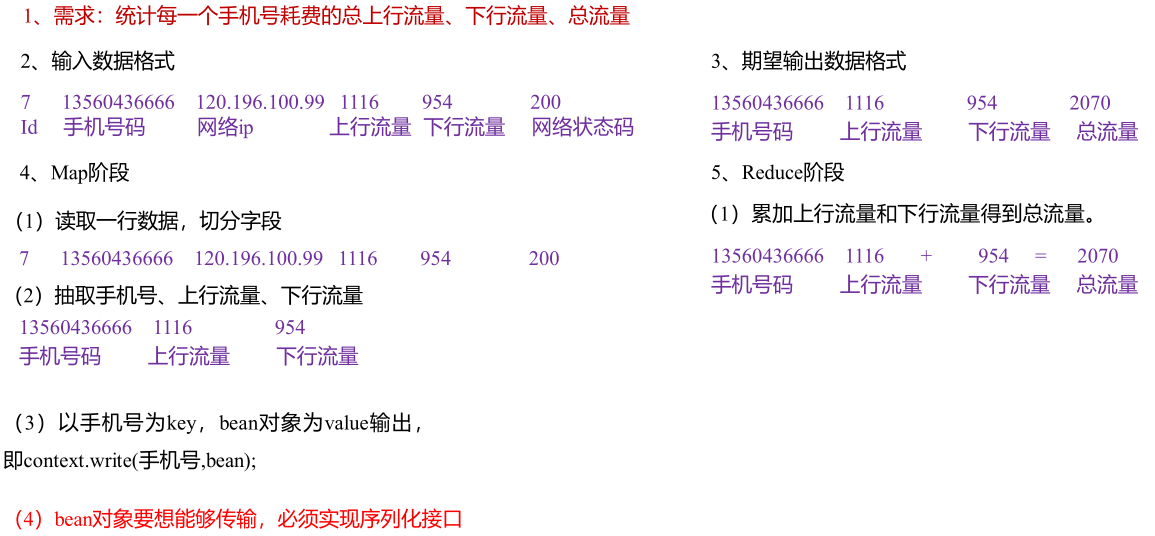 1、需求：统计每一个手机号耗费的总上行流量、下行流量、总流量
2、输入数据格式
7 13560436666 120.196.100.99 1116 954 200
Id 手机号码 网络ip 上行流量 下行流量 网络状态码
3、期望输出数据格式
13560436666 1116 954 2070
手机号码 上行流量 下行流量 总流量
4、Map阶段
（1）读取一行数据，切分字段
7 13560436666 120.196.100.99 1116 954 200
（2）抽取手机号、上行流量、下行流量
13560436666 1116 954
手机号码 上行流量 下行流量
（3）以手机号为key，bean对象为value输出，
即context.write(手机号,bean);
（4）bean对象要想能够传输，必须实现序列化接口
5、Reduce阶段
（1）累加上行流量和下行流量得到总流量。
13560436666 1116 + 954 = 2070
手机号码 上行流量 下行流量 总流量